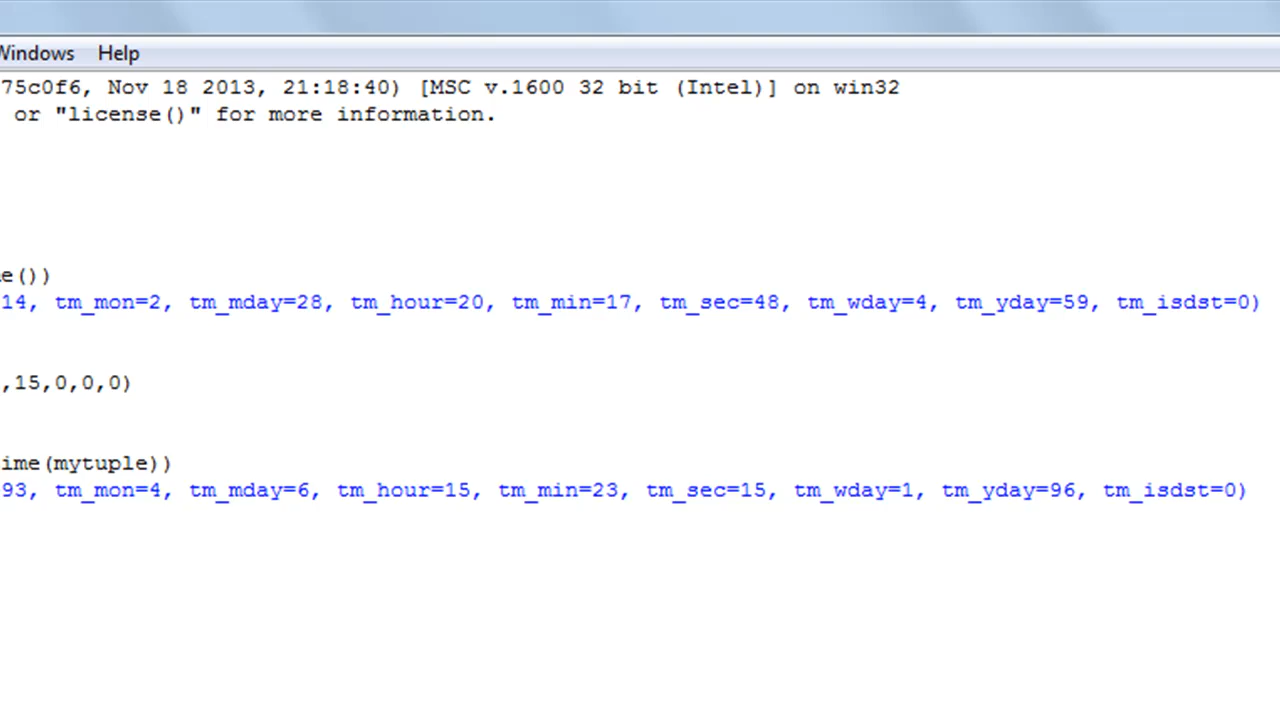 Windows Help
75c0f6, Nov 18 2013, 21:18:40) [MSC v.1600 32 bit (Intel)] on win32
or "license()" for more information.
e())
14, tm_mon=2, tm_mday=28, tm_hour=20, tm_min=17, tm_sec=48, tm_wday=4, tm_yday=59, tm_isdst=0)
,15,0,0,0)
ime(mytuple))
93, tm_mon=4, tm_mday=6, tm_hour=15, tm_min=23, tm_sec=15, tm_wday=1, tm_yday=96, tm_isdst=0)